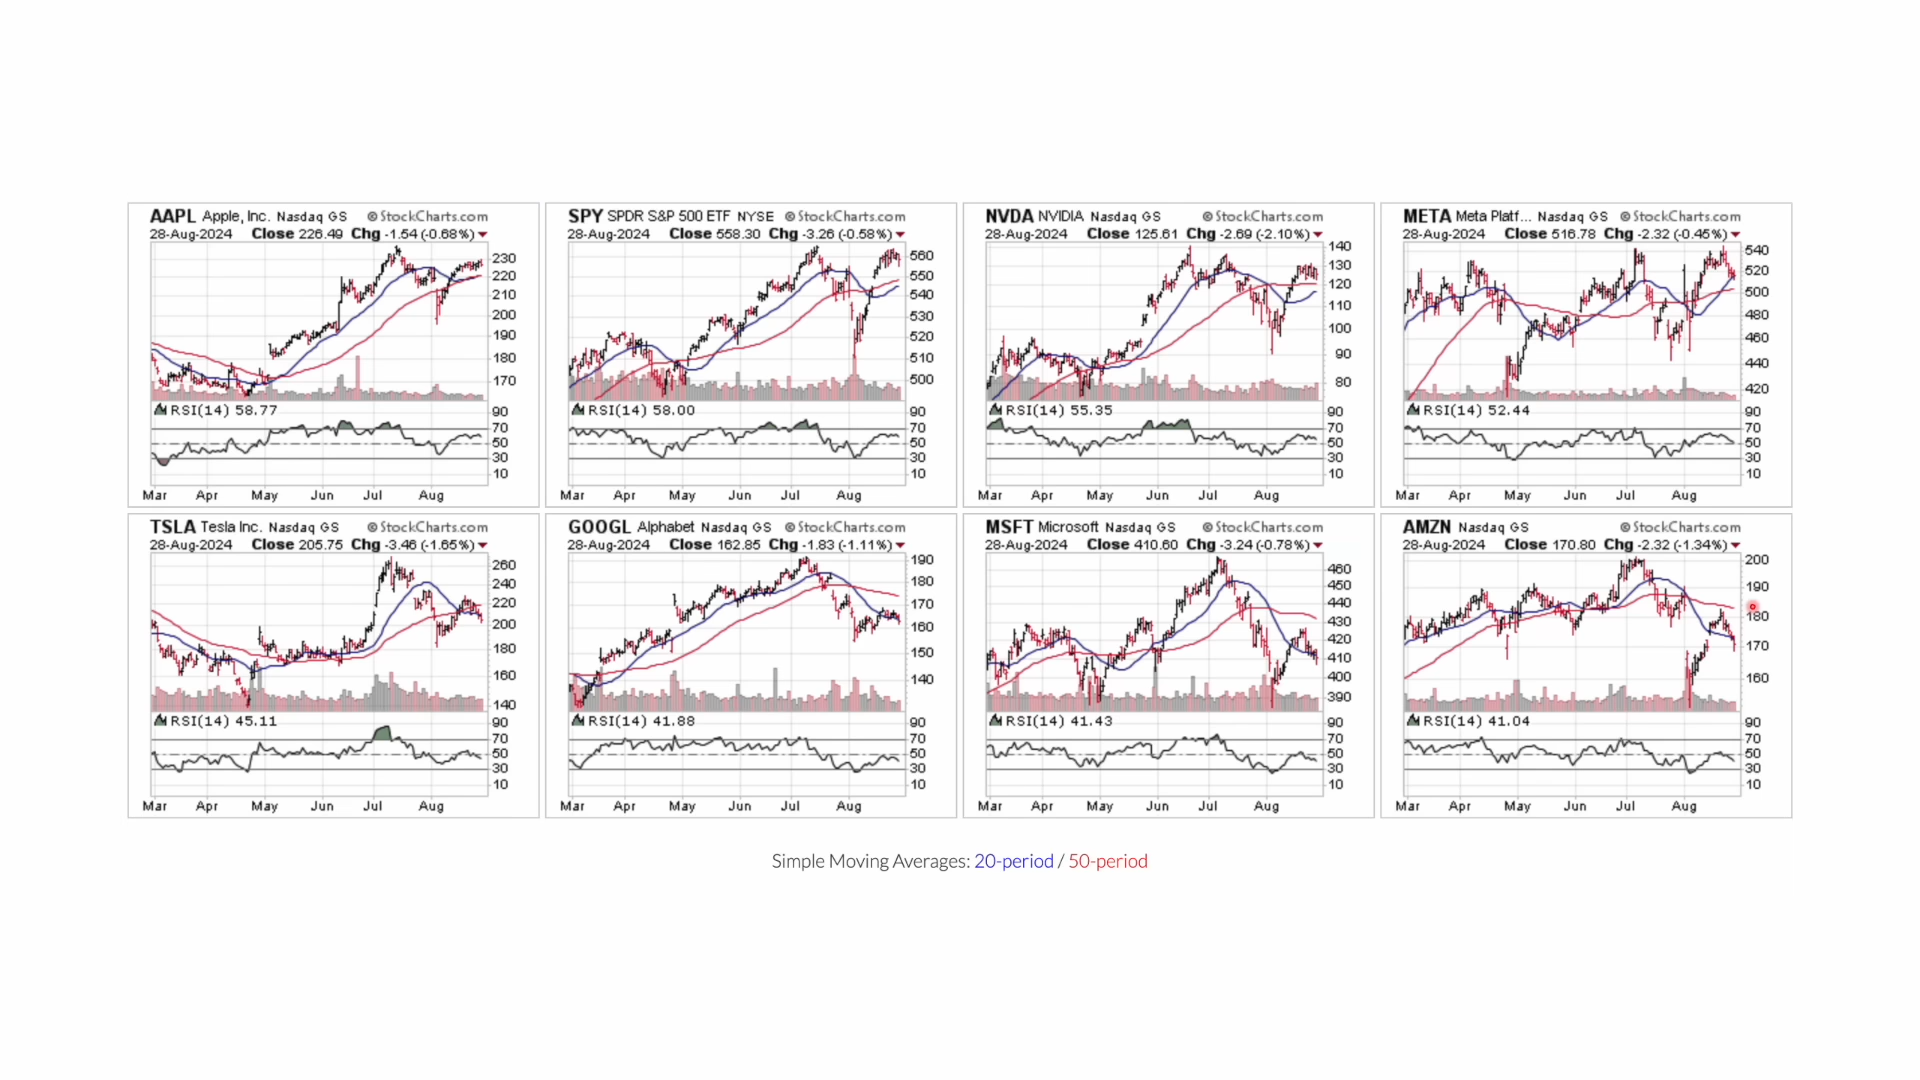 AAPL Apple, Inc. Nasdaq GS © StockCharts.com
28-Aug-2024 Close 226.49 Chg -1.54 (-0.68%)
230
220
210
200
190
180
170
RSI(14) 58.77
90
70
50
30
10
Mar Apr May Jun Jul Aug
SPY SPDR S&P 500 ETF NYSE © StockCharts.com
28-Aug-2024 Close 558.30 Chg -3.26 (-0.58%)
560
550
540
530
520
510
500
RSI(14) 58.00
90
70
50
30
10
Mar Apr May Jun Jul Aug
NVDA NVIDIA Nasdaq GS © StockCharts.com
28-Aug-2024 Close 125.61 Chg -2.69 (-2.10%)
140
130
120
110
100
90
80
RSI(14) 55.35
90
70
50
30
10
Mar Apr May Jun Jul Aug
META Meta Platf... Nasdaq GS © StockCharts.com
28-Aug-2024 Close 516.78 Chg -2.32 (-0.45%)
540
520
500
480
460
440
420
RSI(14) 52.44
90
70
50
30
10
Mar Apr May Jun Jul Aug
TSLA Tesla Inc. Nasdaq GS © StockCharts.com
28-Aug-2024 Close 205.75 Chg -3.46 (-1.65%)
260
240
220
200
180
160
140
RSI(14) 45.11
90
70
50
30
10
Mar Apr May Jun Jul Aug
GOOGL Alphabet Nasdaq GS © StockCharts.com
28-Aug-2024 Close 162.85 Chg -1.83 (-1.11%)
190
180
170
160
150
140
RSI(14) 41.88
90
70
50
30
10
Mar Apr May Jun Jul Aug
MSFT Microsoft Nasdaq GS © StockCharts.com
28-Aug-2024 Close 410.60 Chg -3.24 (-0.78%)
460
450
440
430
420
410
400
390
RSI(14) 41.43
90
70
50
30
10
Mar Apr May Jun Jul Aug
AMZN Nasdaq GS © StockCharts.com
28-Aug-2024 Close 170.80 Chg -2.32 (-1.34%)
200
190
180
170
160
RSI(14) 41.04
90
70
50
30
10
Mar Apr May Jun Jul Aug
Simple Moving Averages: 20-period / 50-period